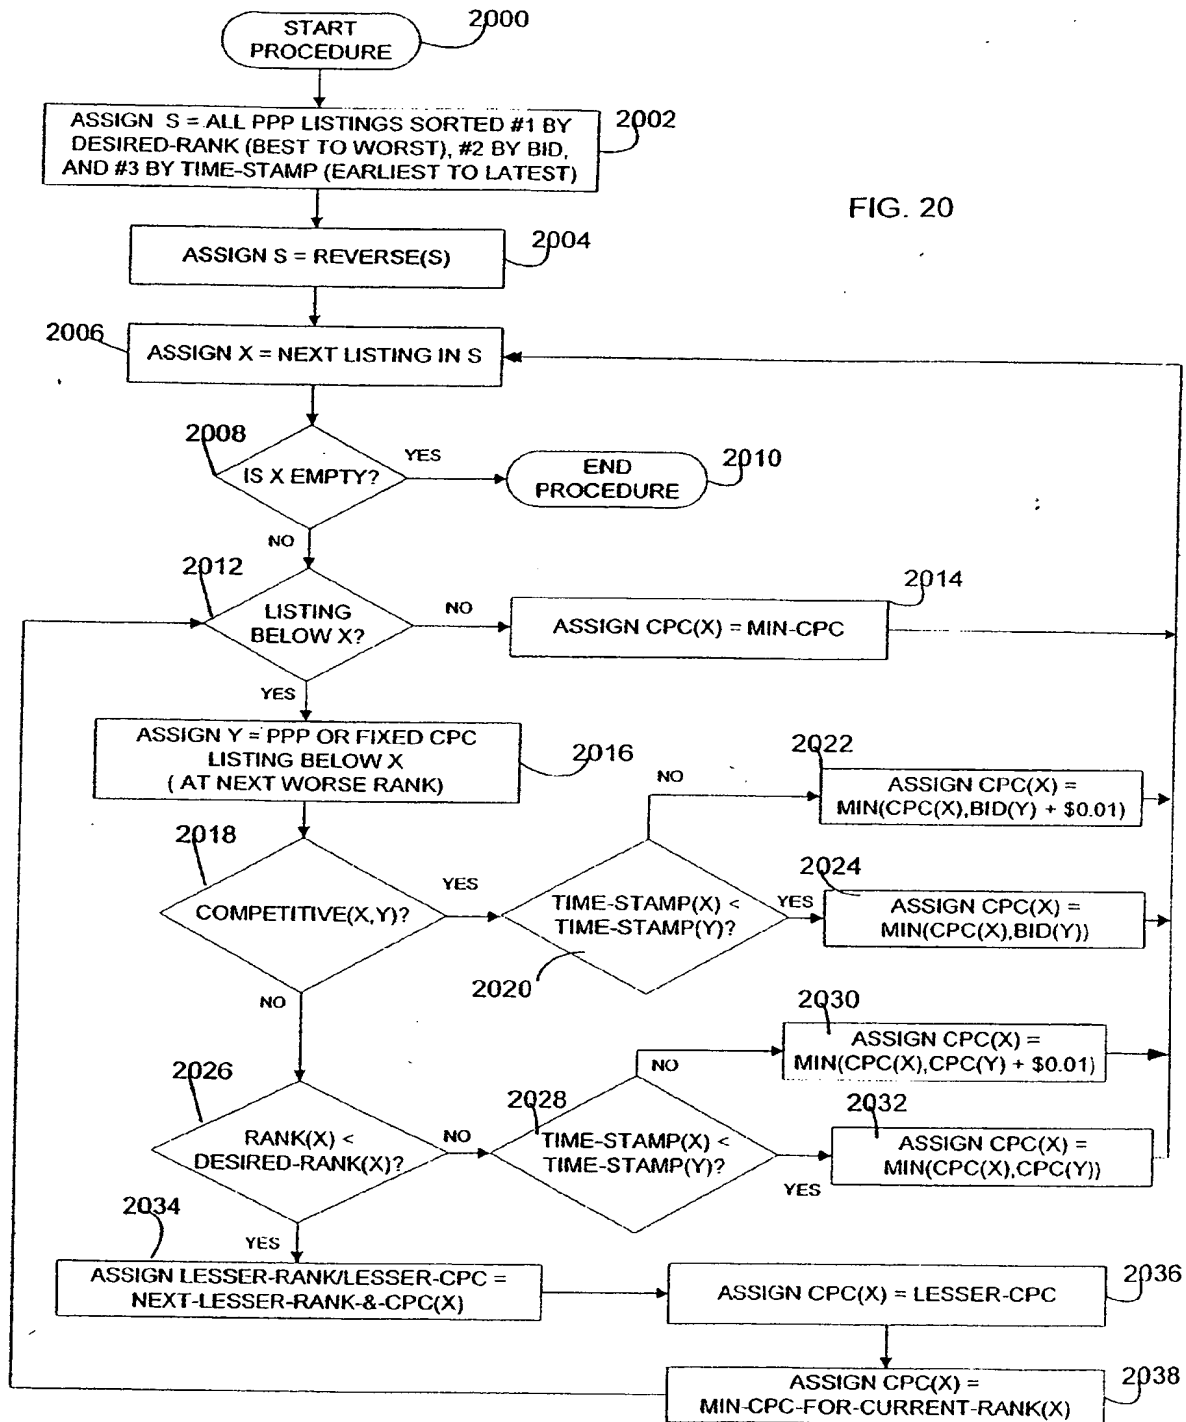 START
PROCEDURE
2000
ASSIGN S = ALL PPP LISTINGS SORTED #1 BY
DESIRED-RANK (BEST TO WORST), #2 BY BID,
AND #3 BY TIME-STAMP (EARLIEST TO LATEST)
2002
FIG. 20
ASSIGN S = REVERSE(S)
2004
2006
ASSIGN X = NEXT LISTING IN S
2008
IS X EMPTY?
YES
END
PROCEDURE
2010
NO
2012
LISTING
BELOW X?
NO
ASSIGN CPC(X) = MIN-CPC
2014
YES
ASSIGN Y = PPP OR FIXED CPC
LISTING BELOW X
( AT NEXT WORSE RANK)
2016
NO
2022
ASSIGN CPC(X) =
MIN(CPC(X),BID(Y) + $0.01)
2018
COMPETITIVE(X,Y)?
YES
TIME-STAMP(X) <
TIME-STAMP(Y)?
2020
YES
2024
ASSIGN CPC(X) =
MIN(CPC(X),BID(Y))
NO
2030
ASSIGN CPC(X) =
MIN(CPC(X),CPC(Y) + $0.01)
NO
2026
RANK(X) <
DESIRED-RANK(X)?
NO
2028
TIME-STAMP(X) <
TIME-STAMP(Y)?
YES
2032
ASSIGN CPC(X) =
MIN(CPC(X),CPC(Y))
2034
YES
ASSIGN LESSER-RANK/LESSER-CPC =
NEXT-LESSER-RANK-&-CPC(X)
ASSIGN CPC(X) = LESSER-CPC
2036
ASSIGN CPC(X) =
MIN-CPC-FOR-CURRENT-RANK(X)
2038